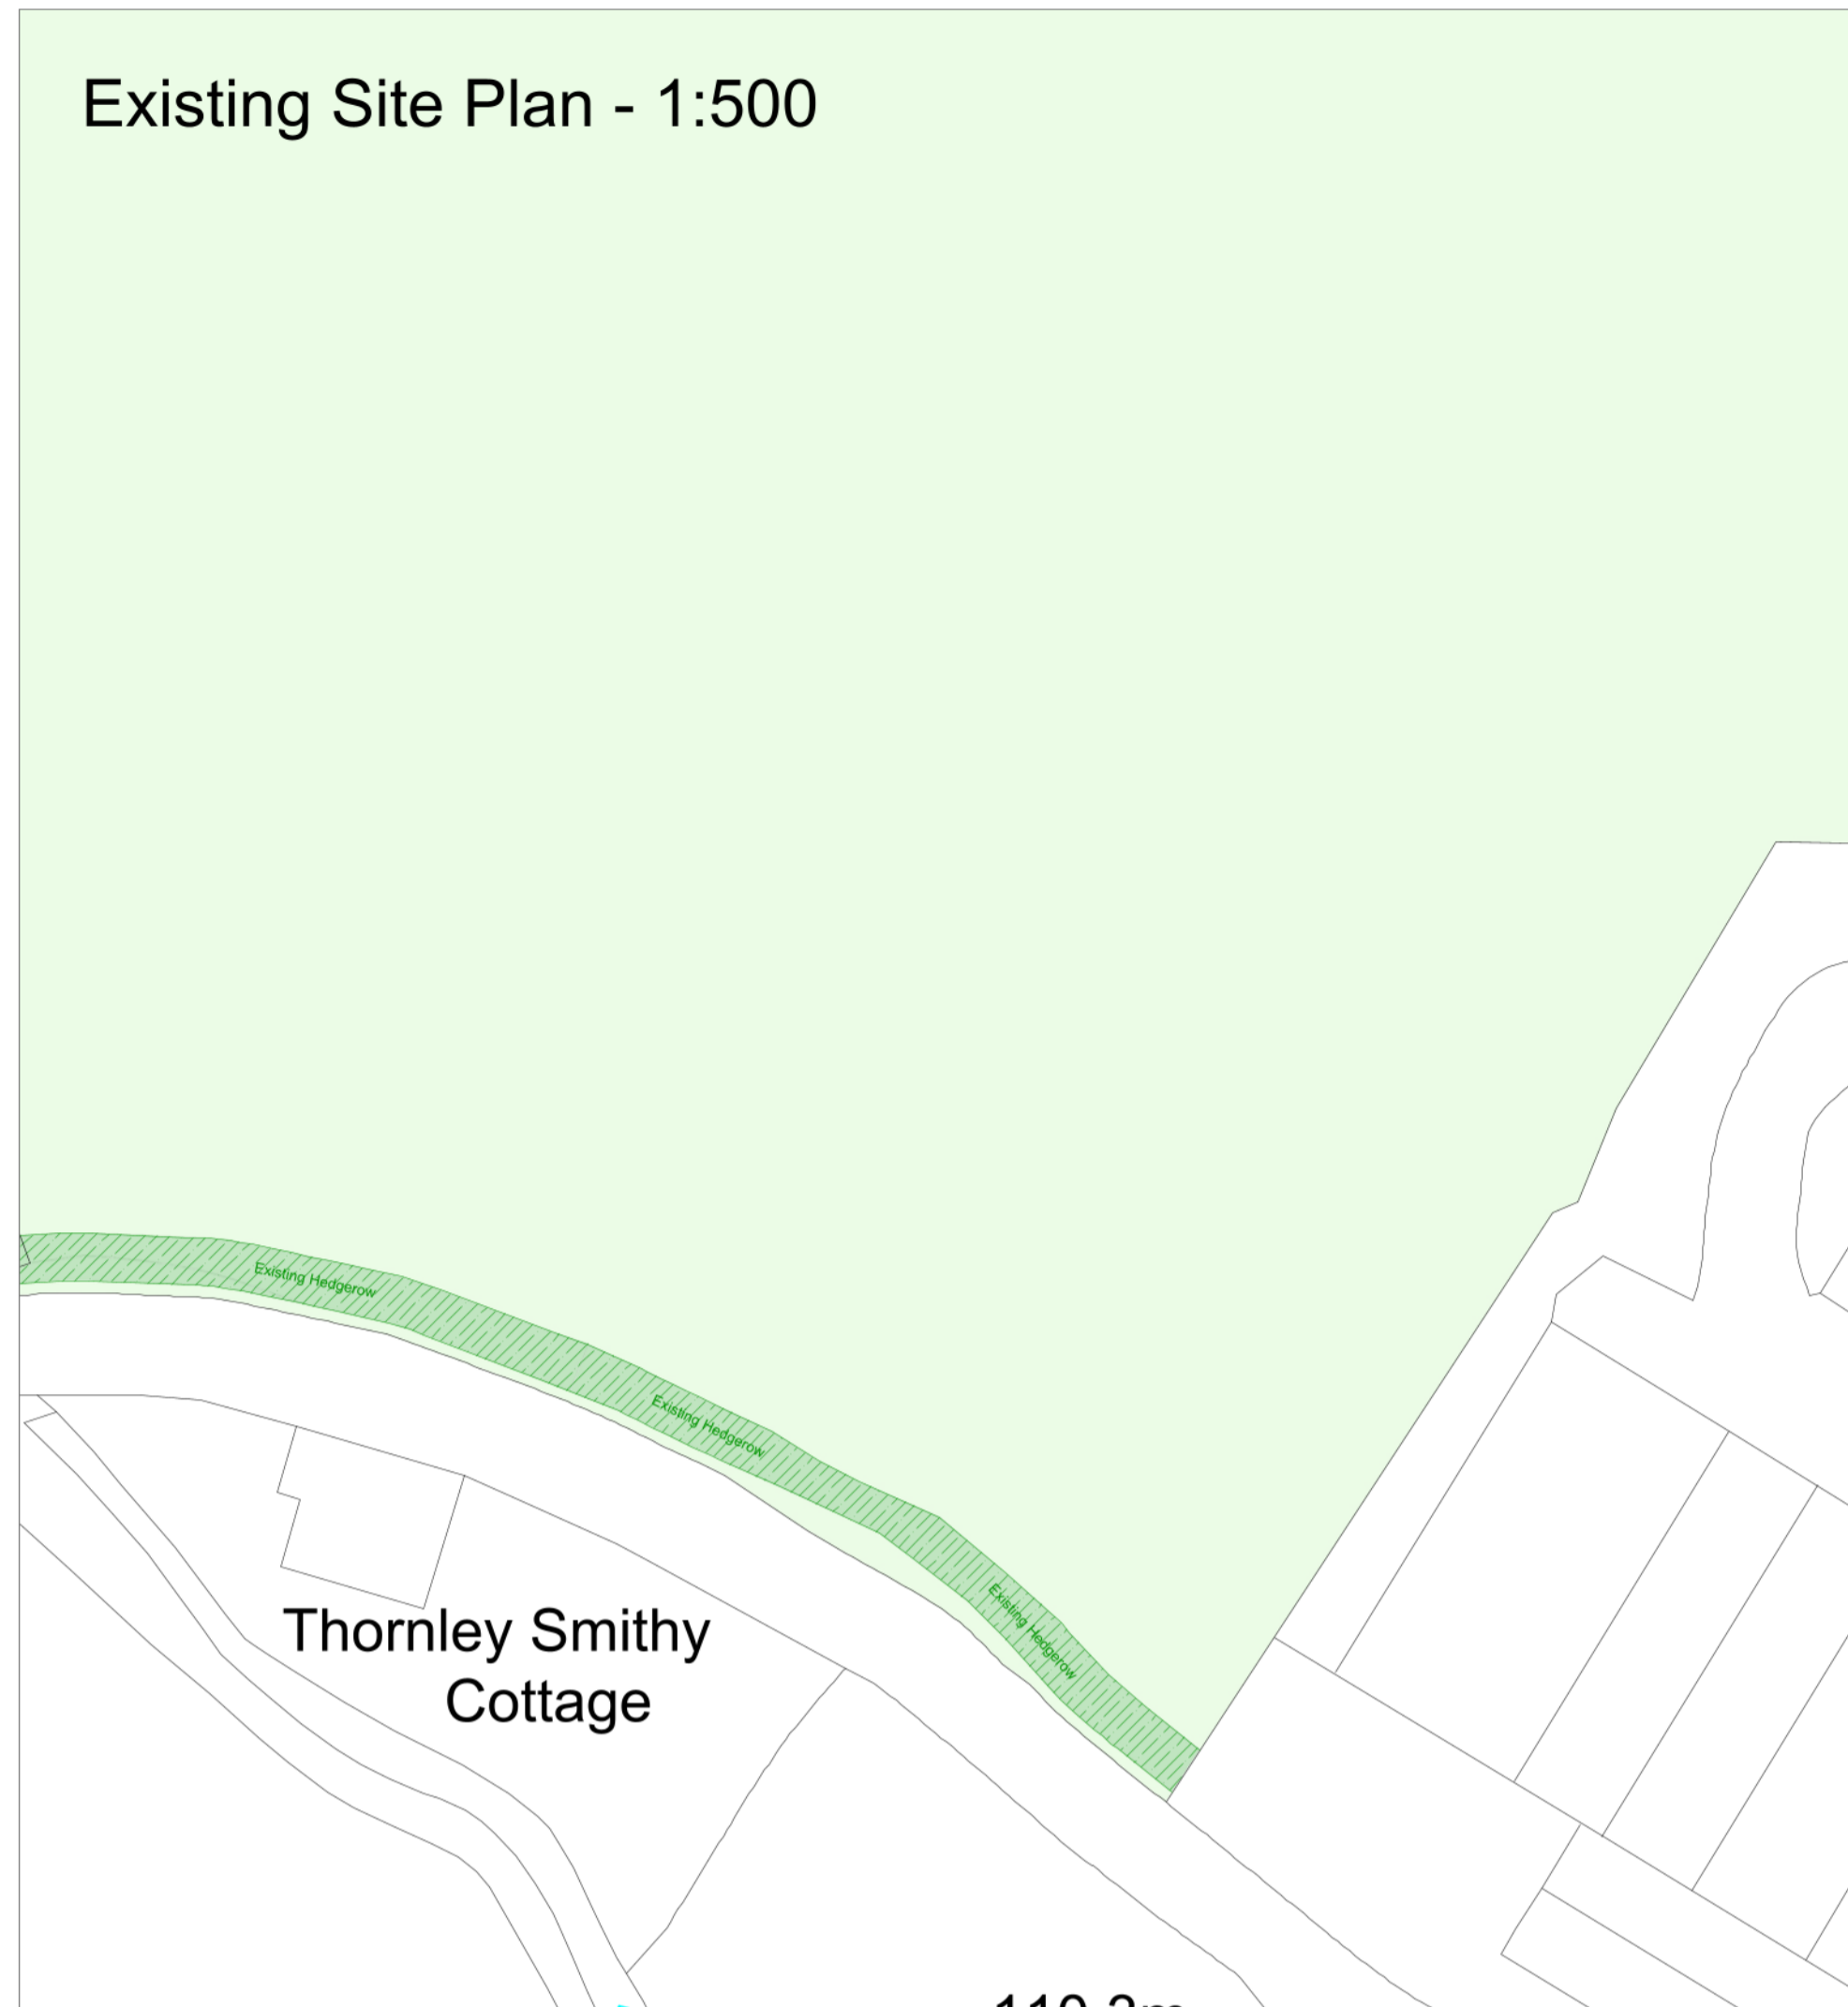 Existing Site Plan - 1:500
Existing Hedgerow
Existing Hedgerow
Existing Hedgerow
Thornley Smithy
Cottage